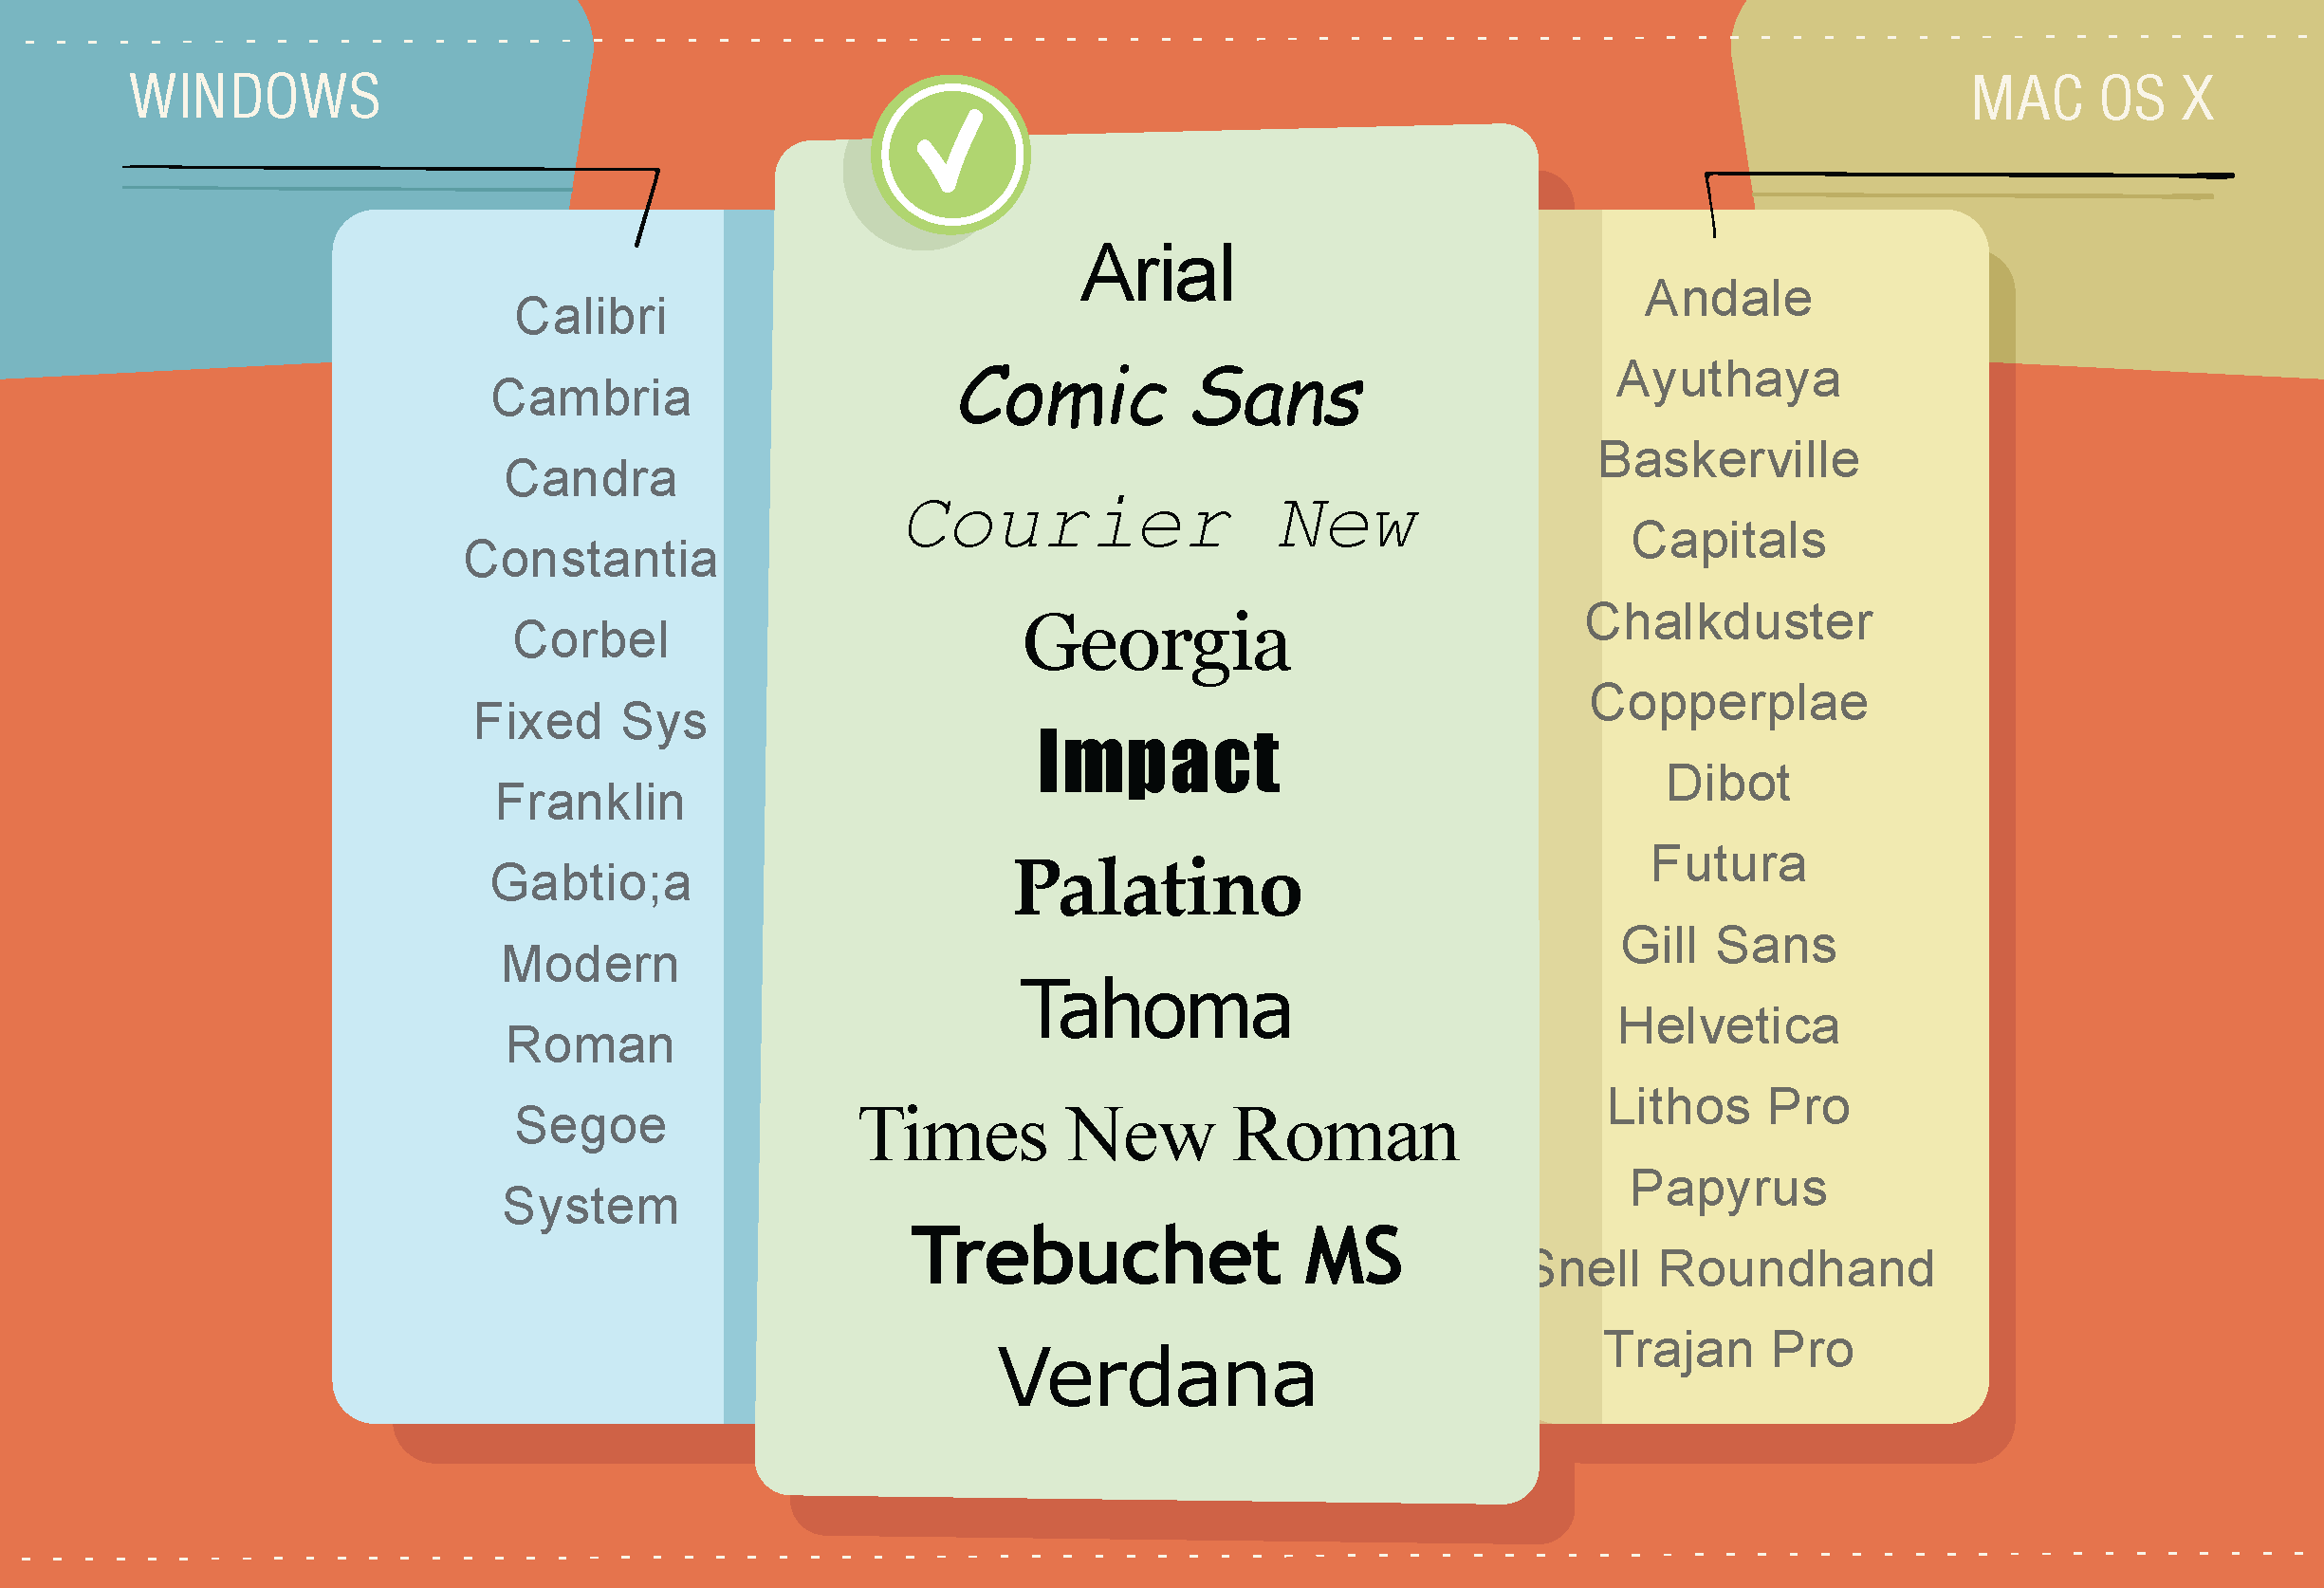 WINDOWS
MAC OS X
Calibri
Cambria
Candra
Constantia
Corbel
Fixed Sys
Franklin
Gabtio;a
Modern
Roman
Segoe
System
Arial
Comic Sans
Courier New
Georgia
Impact
Palatino
Tahoma
Times New Roman
Trebuchet MS
Verdana
Andale
Ayuthaya
Baskerville
Capitals
Chalkduster
Copperplae
Dibot
Futura
Gill Sans
Helvetica
Lithos Pro
Papyrus
Snell Roundhand
Trajan Pro